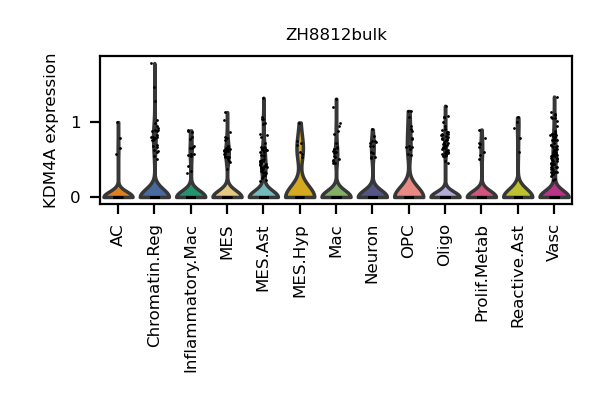 ZH8812bulk
KDM4A expression
1
0
AC
Chromatin.Reg
Inflammatory.Mac
MES
MES.Ast
MES.Hyp
Mac
Neuron
OPC
Oligo
Prolif.Metab
Reactive.Ast
Vasc